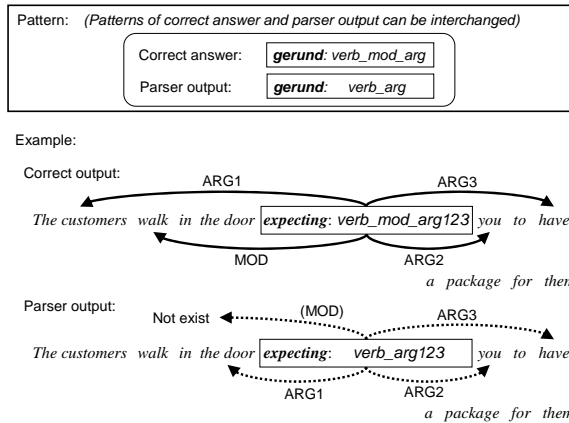 Pattern: (Patterns of correct answer and parser output can be interchanged)
Correct answer: gerund: verb_mod_arg
Parser output: gerund: verb_arg
Example:
Correct output:
ARG1 ARG3
The customers walk in the door expecting: verb_mod_arg123 you to have
MOD ARG2
a package for them
Parser output:
Not exist (MOD) ARG3
The customers walk in the door expecting: verb_arg123 you to have
ARG1 ARG2
a package for them